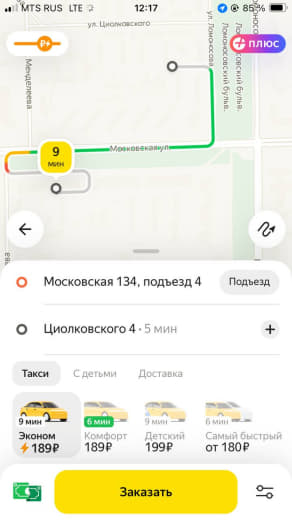 MTS RUS LTE 12:17 85 %
ул. Циолковского
ул. Ломоносова
Ломоносовский бульв.
Ломоносовский бульв.
Менделеева
Р+
плюс
9 мин
Московская ул.
Московская 134, подъезд 4 Подъезд
Циолковского 4 • 5 мин +
Такси С детьми Доставка
9 мин 6 мин 9 мин 6 мин
Эконом Комфорт Детский Самый быстрый
189₽ 189₽ 199₽ от 180₽
Заказать